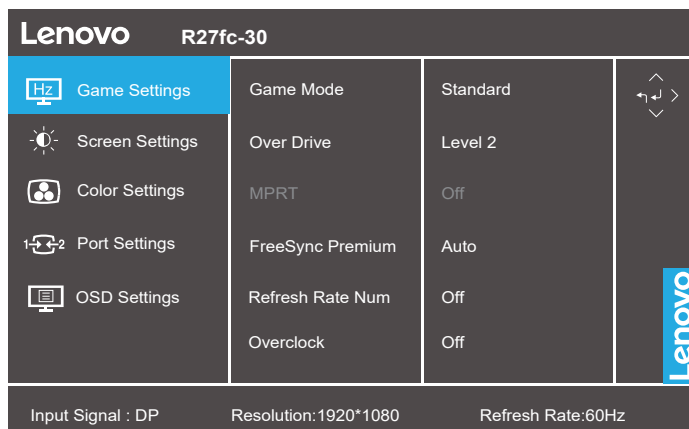 Lenovo R27fc-30
Hz Game Settings Game Mode Standard
Screen Settings Over Drive Level 2
Color Settings MPRT Off
1 2 Port Settings FreeSync Premium Auto
OSD Settings Refresh Rate Num Off
Overclock Off
Lenovo
Input Signal : DP Resolution:1920*1080 Refresh Rate:60Hz